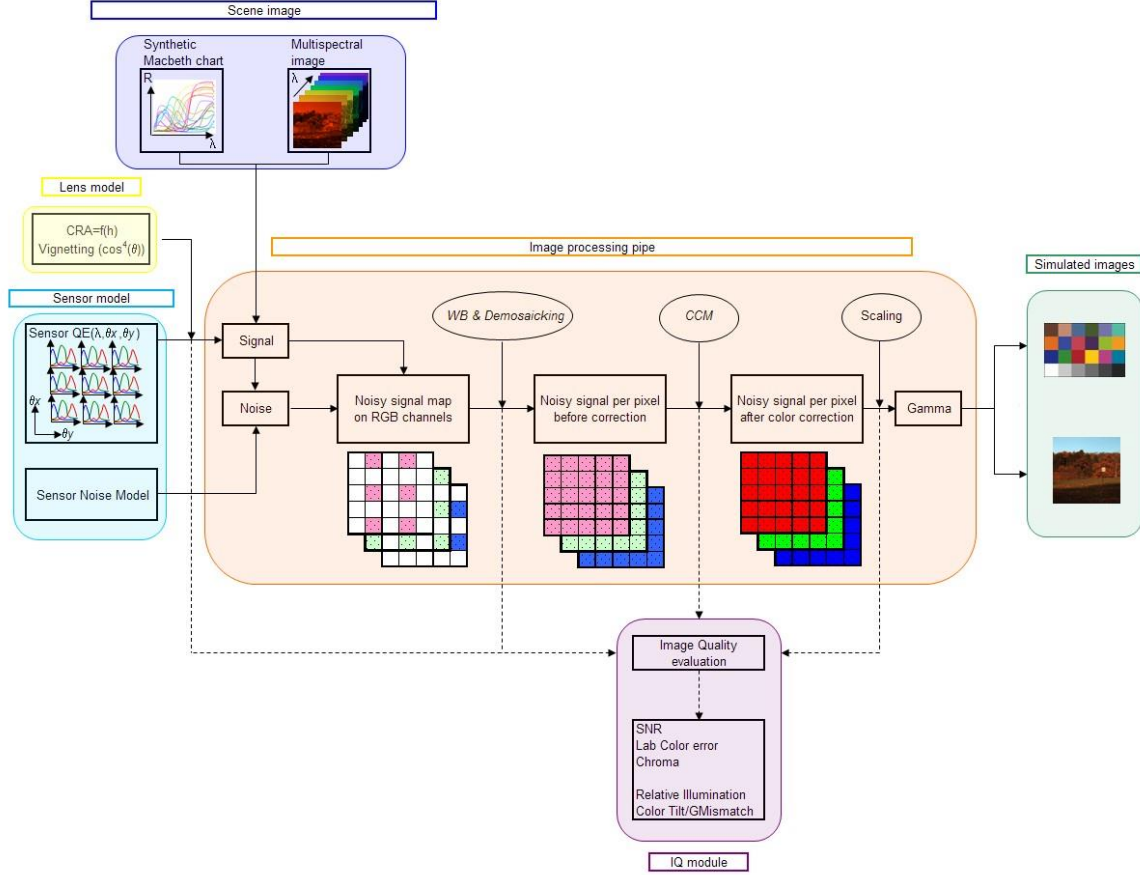 Scene image
Synthetic
Macbeth chart
R
λ
Multispectral
image
λ
Lens model
CRA=f(h)
Vignetting (cos⁴(θ))
Sensor model
Sensor QE(λ,θx,θy)
θx
θy
Sensor Noise Model
Image processing pipe
WB & Demosaicking
CCM
Scaling
Signal
Noise
Noisy signal map
on RGB channels
Noisy signal per pixel
before correction
Noisy signal per pixel
after color correction
Gamma
Simulated images
Image Quality
evaluation
SNR
Lab Color error
Chroma
Relative Illumination
Color Tilt/GMismatch
IQ module